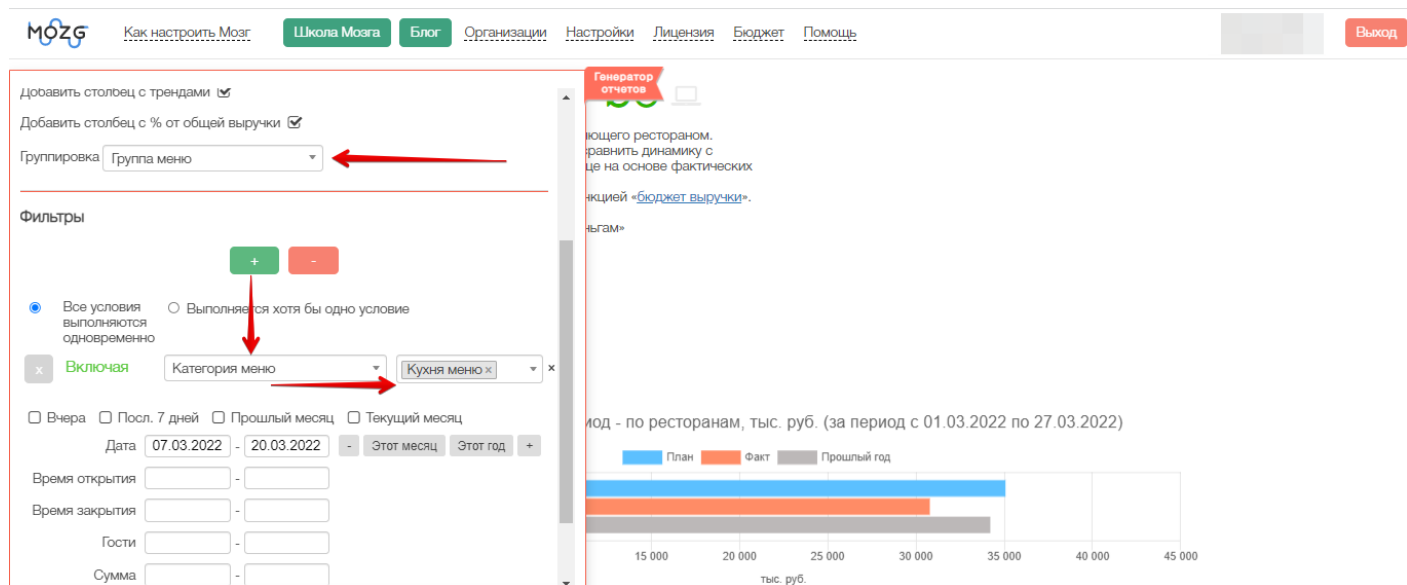 MOZG Как настроить Мозг Школа Мозга Блог Организации Настройки Лицензия Бюджет Помощь Выход
Генератор
отчетов
Добавить столбец с трендами
Добавить столбец с % от общей выручки
Группировка Группа меню
ющего рестораном.
сравнить динамику с
це на основе фактических
нкцией «бюджет выручки».
ньгам»
Фильтры
+ -
Все условия
выполняются
одновременно
Выполняется хотя бы одно условие
x Включая Категория меню Кухня меню × ×
Вчера Посл. 7 дней Прошлый месяц Текущий месяц
Дата 07.03.2022 - 20.03.2022 - Этот месяц Этот год +
Время открытия -
Время закрытия -
Гости -
Сумма -
иод - по ресторанам, тыс. руб. (за период с 01.03.2022 по 27.03.2022)
План Факт Прошлый год
15 000 20 000 25 000 30 000 35 000 40 000 45 000
тыс. руб.